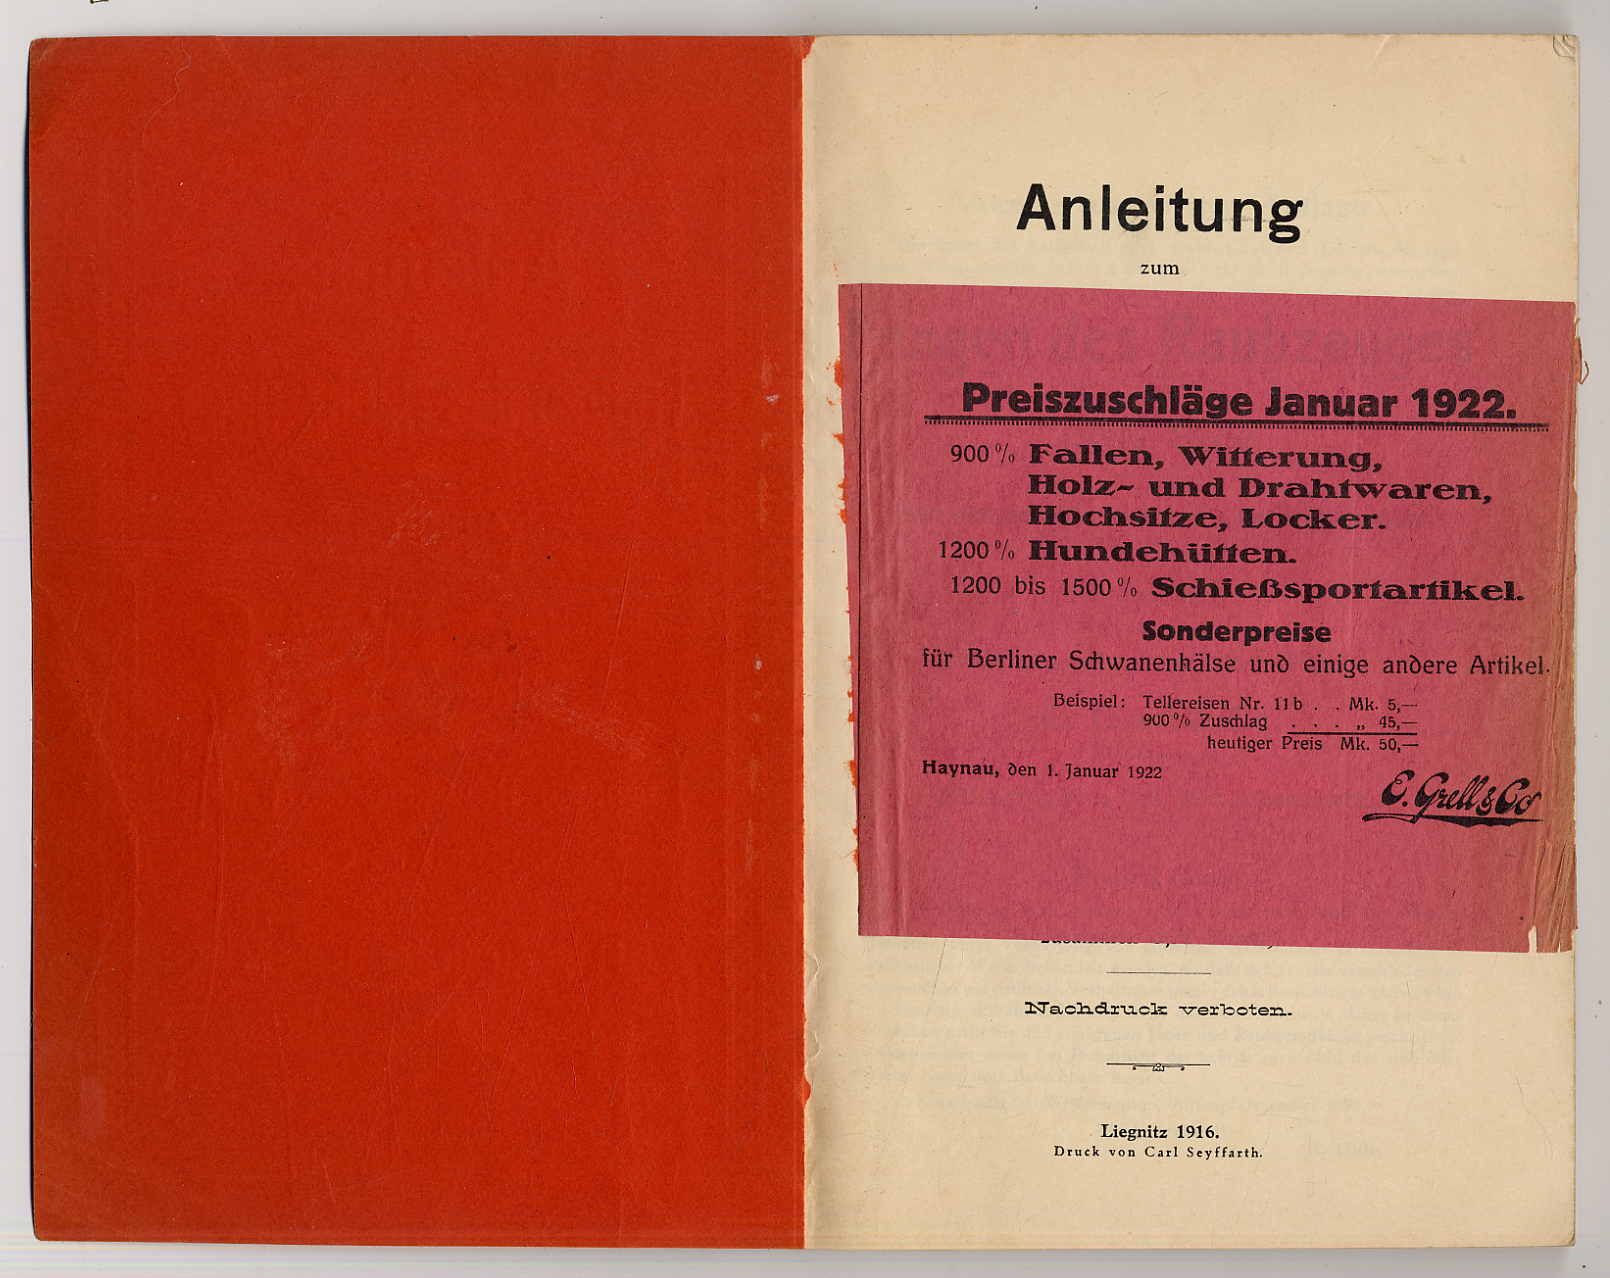 Anleitung
zum
Preiszuschläge Januar 1922.
900 % Fallen, Witterung,
Holz- und Drahtwaren,
Hochsitze, Locker.
1200 % Hundehütten.
1200 bis 1500 % Schießsportartikel.
Sonderpreise
für Berliner Schwanenhälse und einige andere Artikel.
Beispiel: Tellereisen Nr. 11 b . . Mk. 5,—
900 % Zuschlag . . . „ 45,—
heutiger Preis Mk. 50,—
Haynau, den 1. Januar 1922
E. Grell & Co
Nachdruck verboten.
Liegnitz 1916.
Druck von Carl Seyffarth.